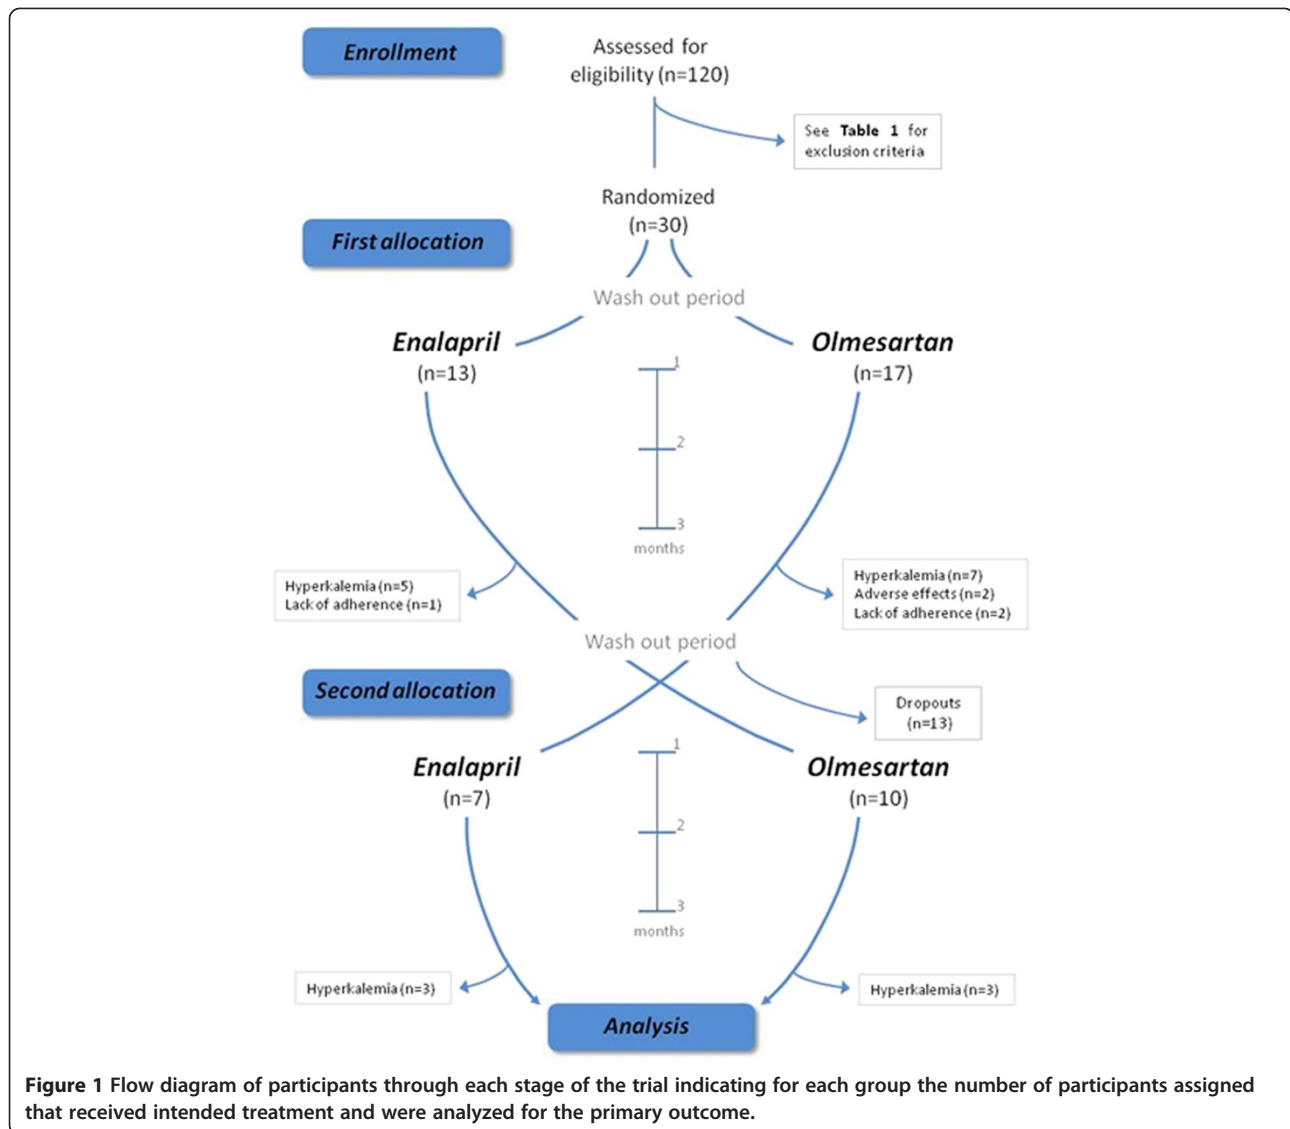 Enrollment
Assessed for
eligibility (n=120)
See Table 1 for
exclusion criteria
Randomized
(n=30)
First allocation
Wash out period
Enalapril
(n=13)
Olmesartan
(n=17)
1
2
3
months
Hyperkalemia (n=5)
Lack of adherence (n=1)
Hyperkalemia (n=7)
Adverse effects (n=2)
Lack of adherence (n=2)
Wash out period
Second allocation
Dropouts
(n=13)
Enalapril
(n=7)
Olmesartan
(n=10)
1
2
3
months
Hyperkalemia (n=3)
Hyperkalemia (n=3)
Analysis
Figure 1 Flow diagram of participants through each stage of the trial indicating for each group the number of participants assigned
that received intended treatment and were analyzed for the primary outcome.